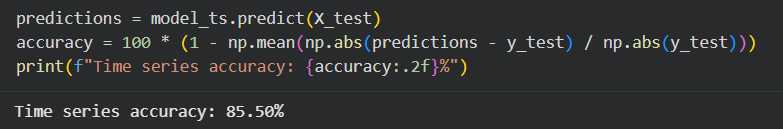 predictions = model_ts.predict(X_test)
accuracy = 100 * (1 - np.mean(np.abs(predictions - y_test) / np.abs(y_test)))
print(f"Time series accuracy: {accuracy:.2f}%")
Time series accuracy: 85.50%